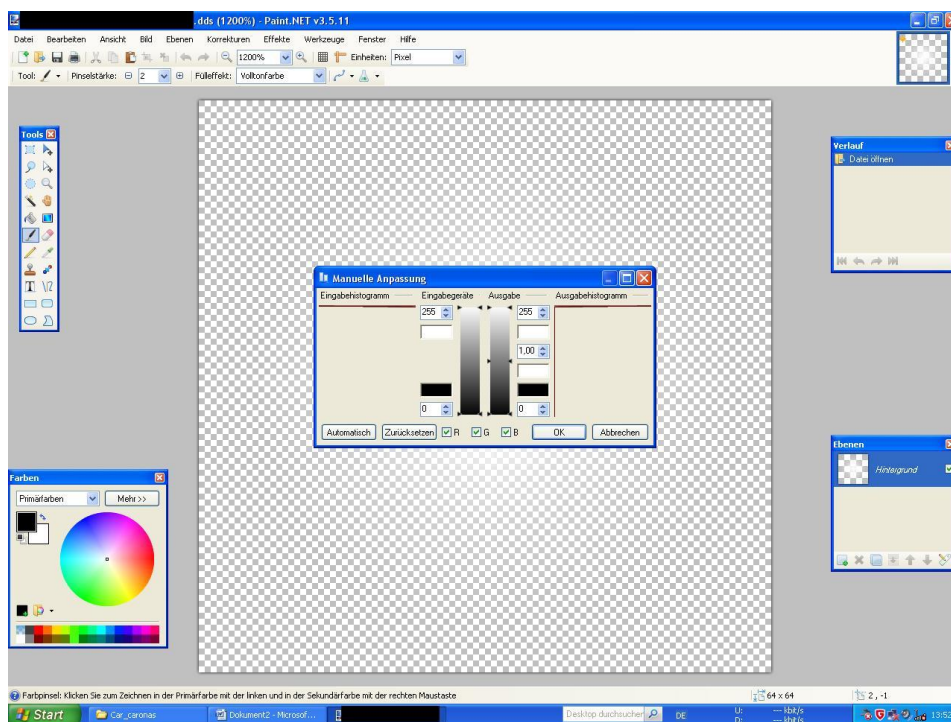 .dds (1200%) - Paint.NET v3.5.11
Datei Bearbeiten Ansicht Bild Ebenen Korrekturen Effekte Werkzeuge Fenster Hilfe
1200% Einheiten: Pixel
Tool: Pinselstärke: 2 Fülleffekt: Volltonfarbe
Tools
Verlauf
Datei öffnen
Manuelle Anpassung
Eingabehistogramm Eingabegeräte Ausgabe Ausgabehistogramm
255 255
1,00
0 0
Automatisch Zurücksetzen R G B OK Abbrechen
Ebenen
Hintergrund
Farben
Primärfarben Mehr >>
Farbpinsel: Klicken Sie zum Zeichnen in der Primärfarbe mit der linken und in der Sekundärfarbe mit der rechten Maustaste 64 x 64 2, -1
Start Car_caronas Dokument2 - Microsof... Desktop durchsuchen DE U: --- kbit/s
D: --- kbit/s